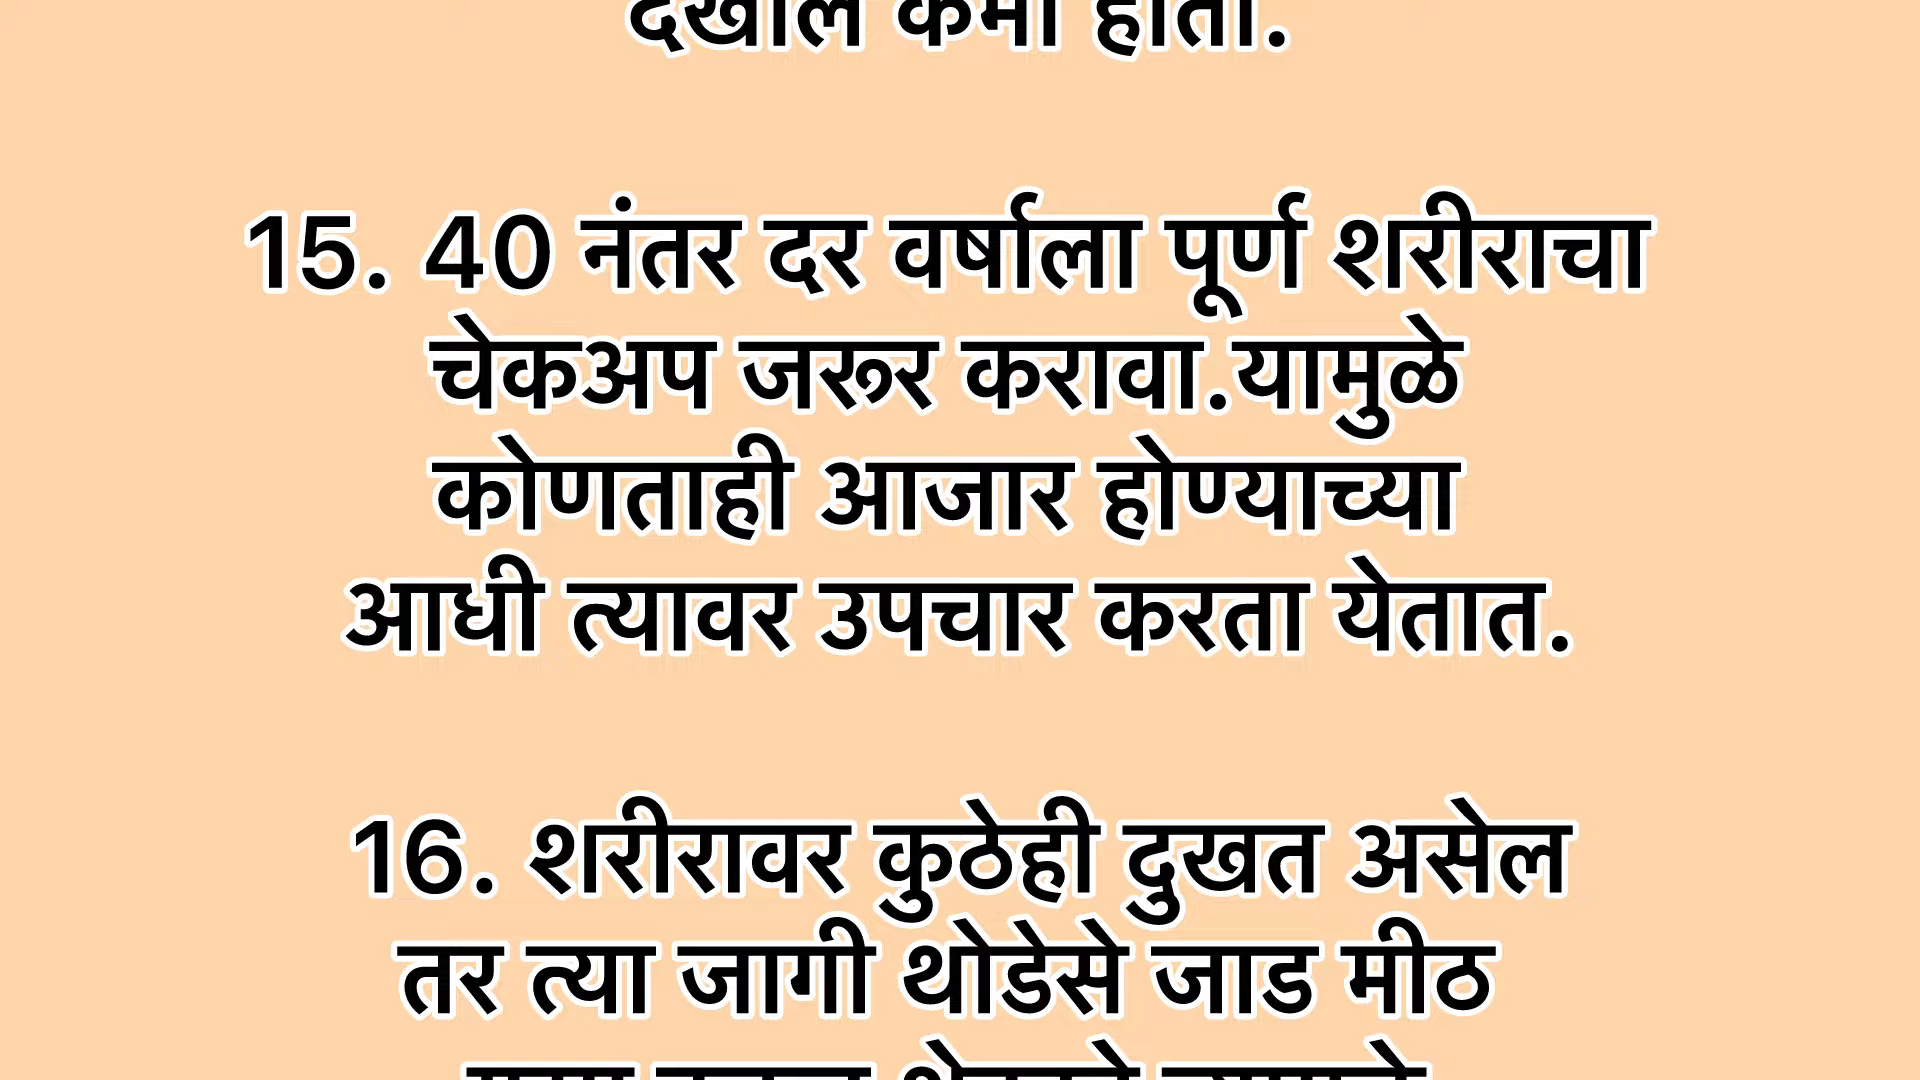 देखील कमी होतो.
15. 40 नंतर दर वर्षाला पूर्ण शरीराचा
चेकअप जरूर करावा.यामुळे
कोणताही आजार होण्याच्या
आधी त्यावर उपचार करता येतात.
16. शरीरावर कुठेही दुखत असेल
तर त्या जागी थोडेसे जाड मीठ